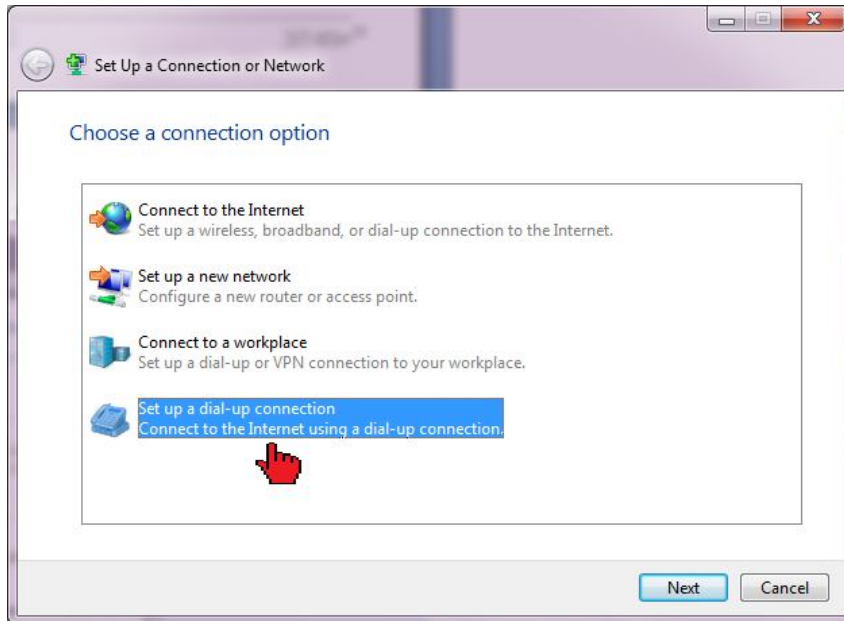 Set Up a Connection or Network
Choose a connection option
Connect to the Internet
Set up a wireless, broadband, or dial-up connection to the Internet.
Set up a new network
Configure a new router or access point.
Connect to a workplace
Set up a dial-up or VPN connection to your workplace.
Set up a dial-up connection
Connect to the Internet using a dial-up connection.
Next Cancel